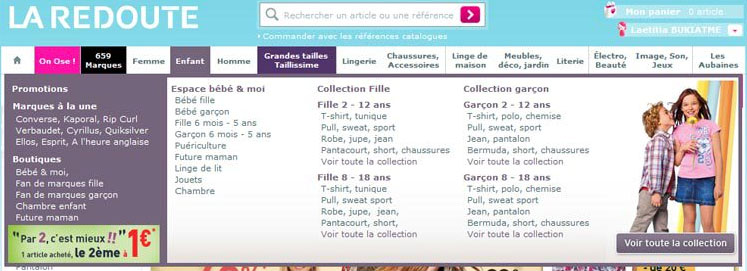 LA REDOUTE
Rechercher un article ou une référence
Commander avec les références catalogues
Mon panier 0 article
Laetitia BUKIATME
On Ose !
659 Marques
Femme
Enfant
Homme
Grandes tailles Taillissime
Lingerie
Chaussures, Accessoires
Linge de maison
Meubles, déco, jardin
Literie
Électro, Beauté
Image, Son, Jeux
Les Aubaines
Promotions
Marques à la une
Converse, Kaporal, Rip Curl
Verbaudet, Cyrillus, Quiksilver
Ellos, Esprit, A l'heure anglaise
Boutiques
Bébé & moi,
Fan de marques fille
Fan de marques garçon
Chambre enfant
Future maman
"Par 2, c'est mieux !!"
1 article acheté, le 2ème à 1€*
Espace bébé & moi
Bébé fille
Bébé garçon
Fille 6 mois - 5 ans
Garçon 6 mois - 5 ans
Puériculture
Future maman
Linge de lit
Jouets
Chambre
Collection Fille
Fille 2 - 12 ans
T-shirt, tunique
Pull, sweat, sport
Robe, jupe, jean
Pantacourt, short, chaussures
Voir toute la collection
Fille 8 - 18 ans
T-shirt, tunique
Pull, sweat, sport
Robe, jupe, jean,
Pantacourt, short, chaussures
Voir toute la collection
Collection garçon
Garçon 2 - 12 ans
T-shirt, polo, chemise
Pull, sweat, sport
Jean, pantalon
Bermuda, short, chaussures
Voir toute la collection
Garçon 8 - 18 ans
T-shirt, polo, chemise
Pull, sweat, sport
Jean, pantalon
Bermuda, short, chaussures
Voir toute la collection
Voir toute la collection
Pantalon
- de 20 €